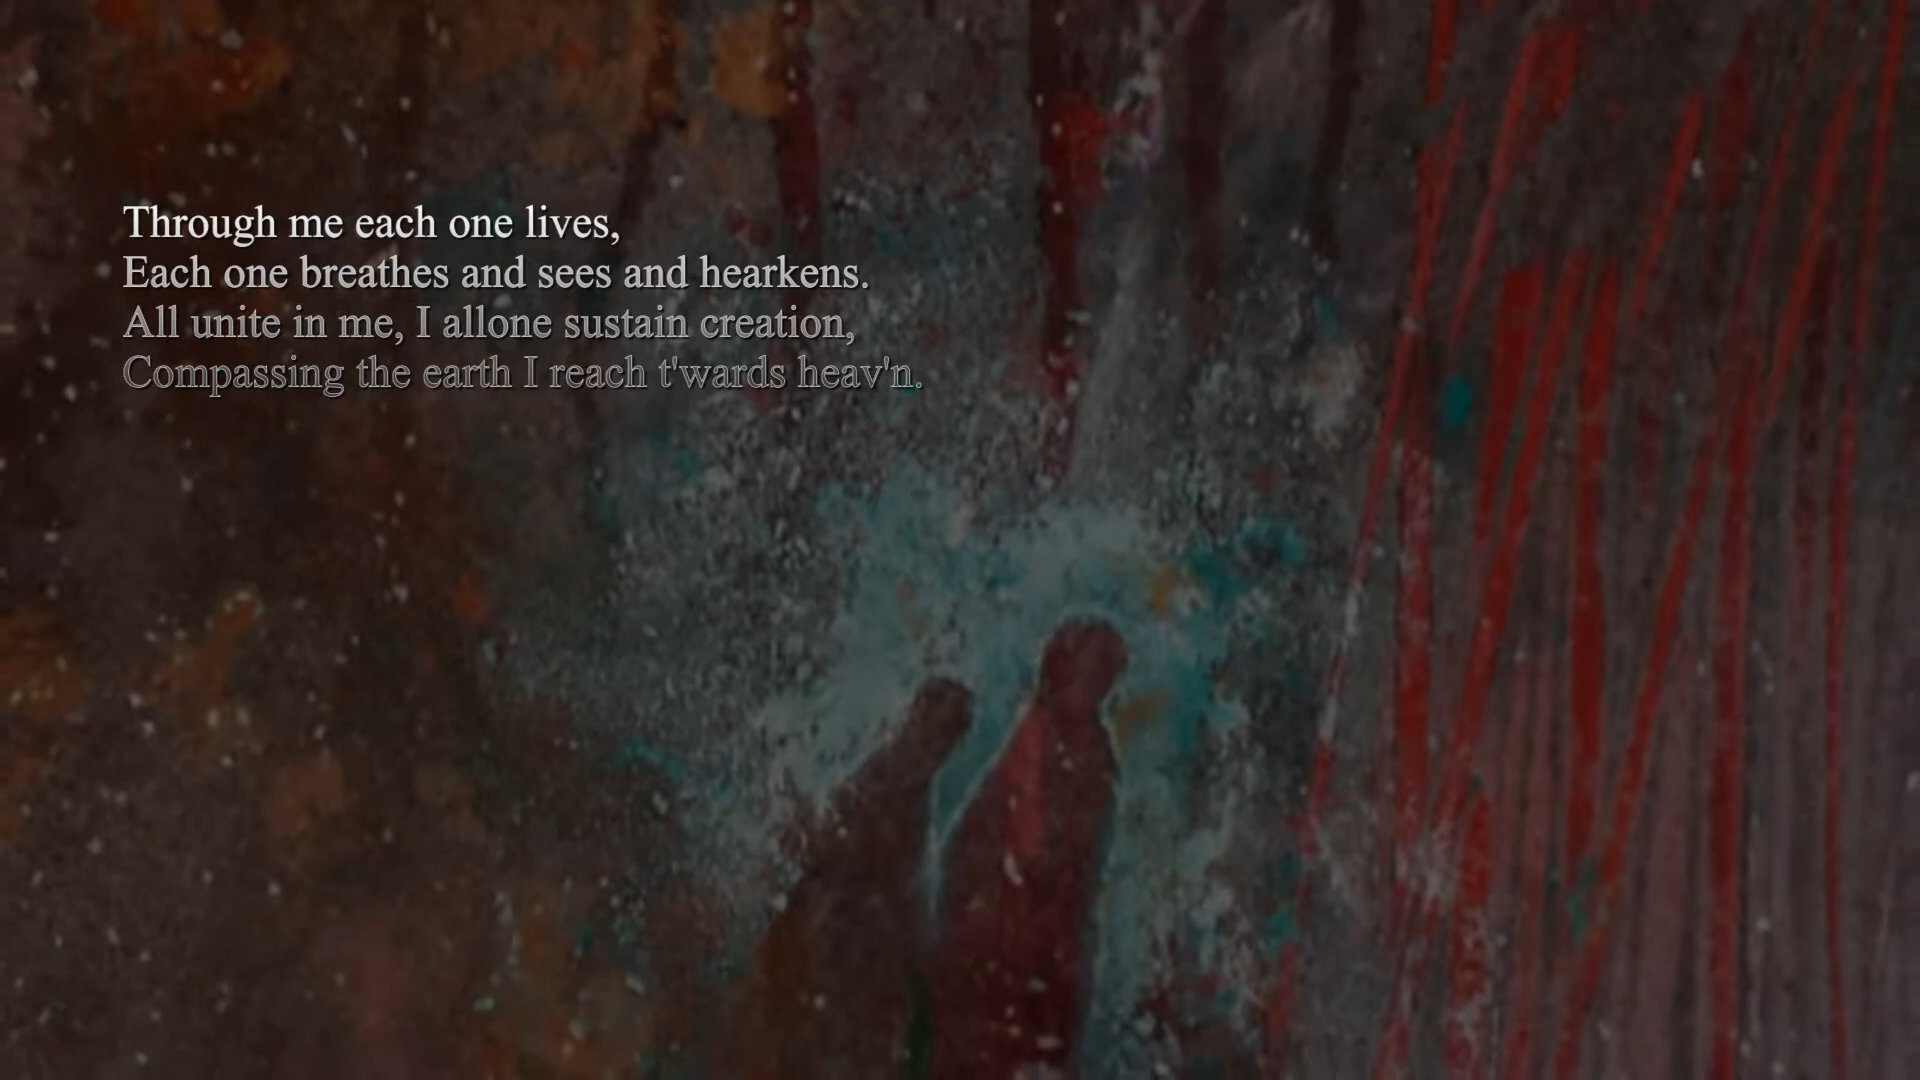 Through me each one lives,
Each one breathes and sees and hearkens.
All unite in me, I allone sustain creation,
Compassing the earth I reach t'wards heav'n.